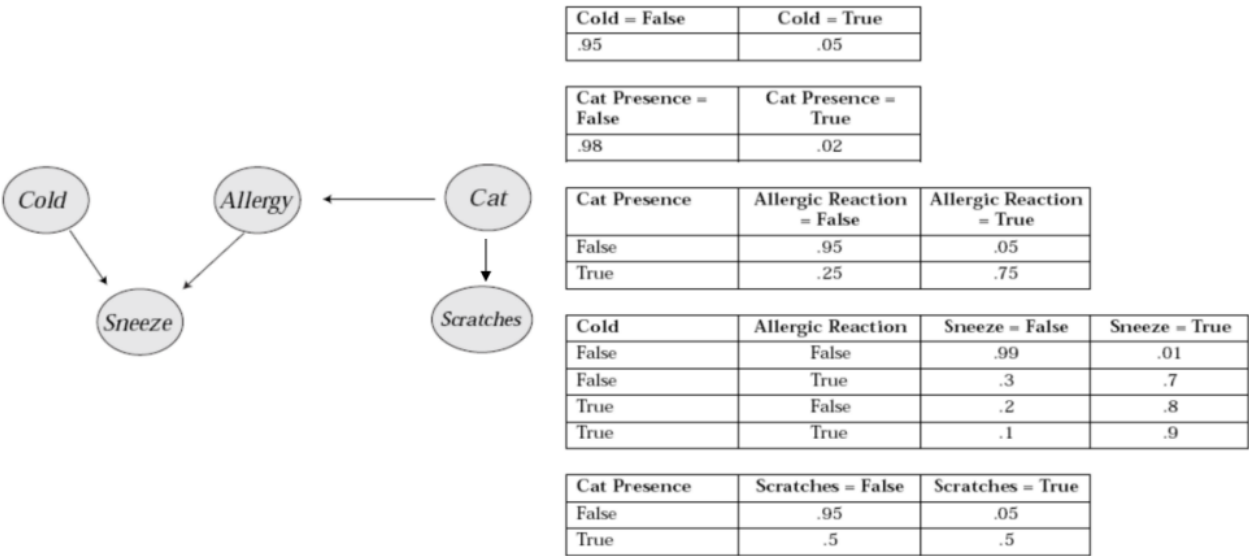 Cold = False Cold = True
.95 .05
Cat Presence = Cat Presence =
False True
.98 .02
Cold Allergy Cat
Sneeze Scratches
Cat Presence Allergic Reaction Allergic Reaction
= False = True
False .95 .05
True .25 .75
Cold Allergic Reaction Sneeze = False Sneeze = True
False False .99 .01
False True .3 .7
True False .2 .8
True True .1 .9
Cat Presence Scratches = False Scratches = True
False .95 .05
True .5 .5